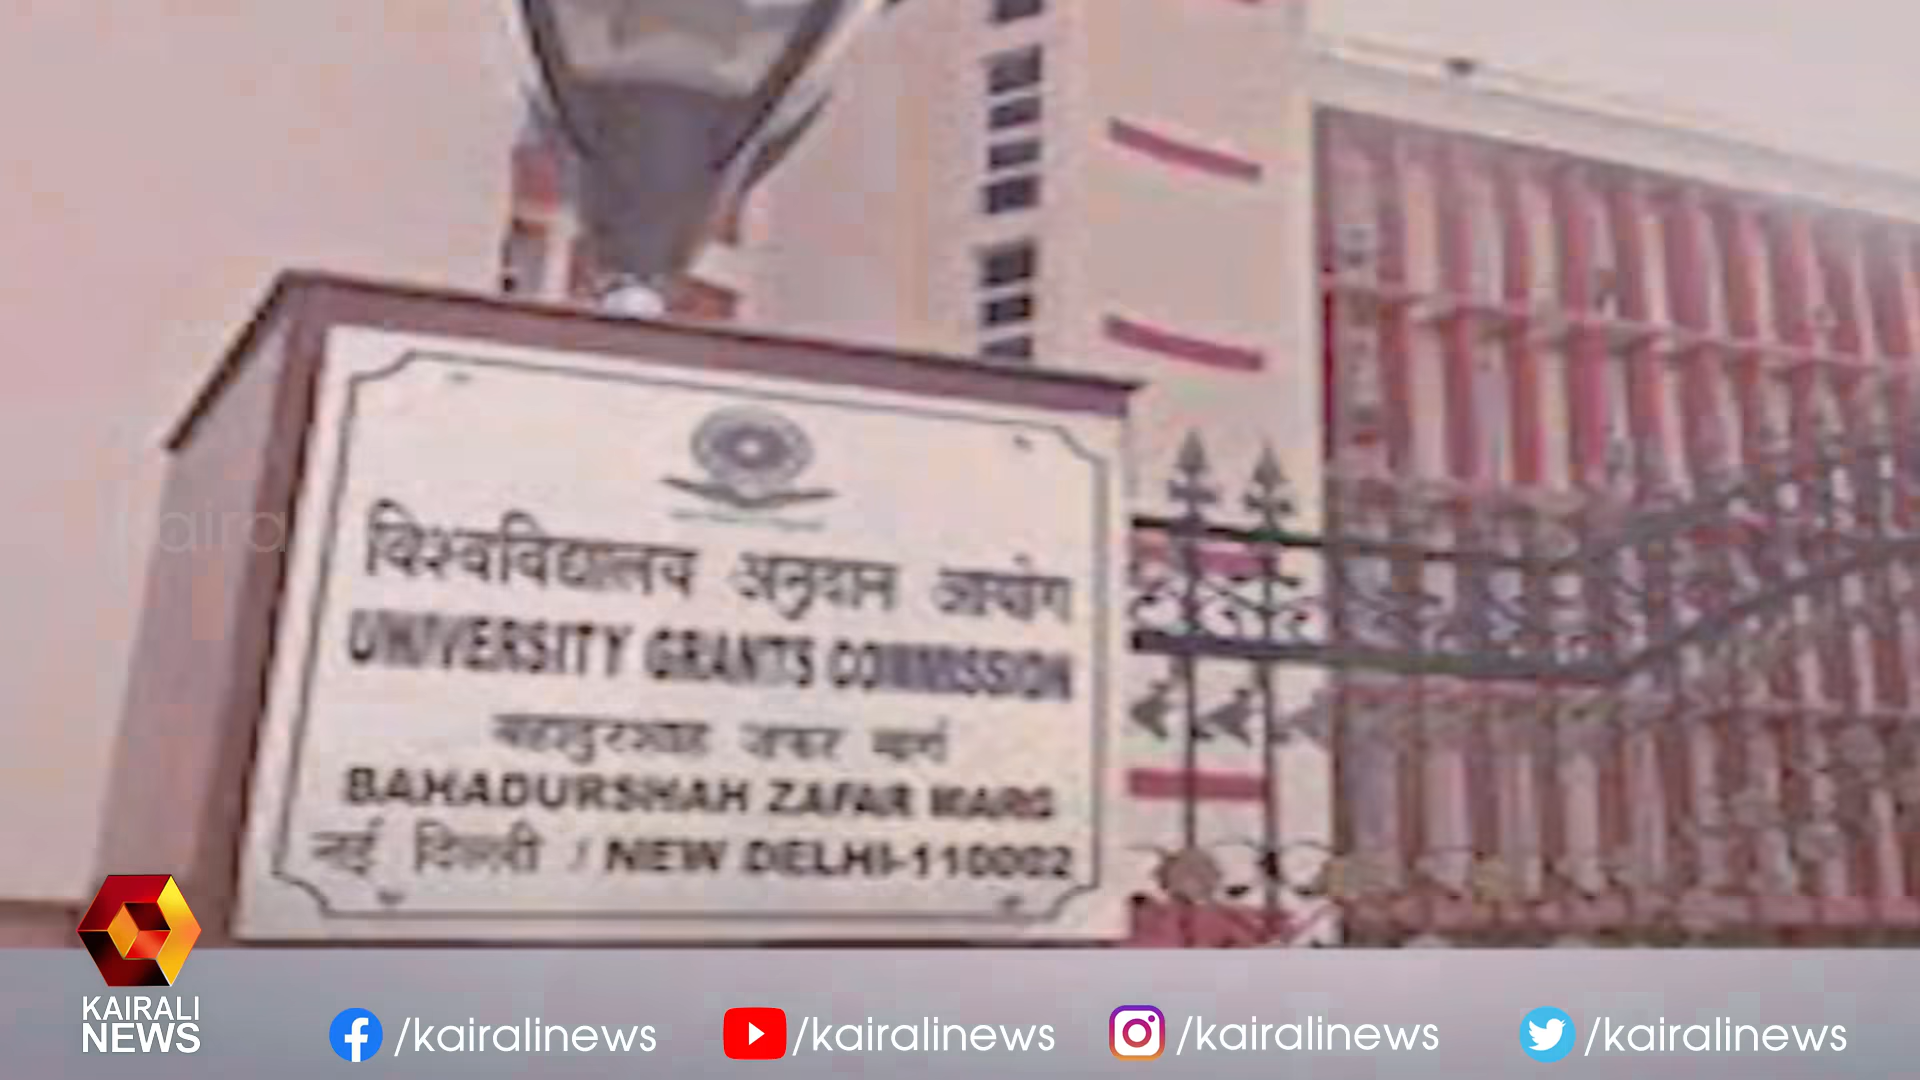 विश्वविद्यालय अनुदान आयोग
UNIVERSITY GRANTS COMMISSION
बहादुरशाह जफर मार्ग
BAHADURSHAH ZAFAR MARG
नई दिल्ली / NEW DELHI-110002
kaira
KAIRALI
NEWS
/kairalinews
/kairalinews
/kairalinews
/kairalinews